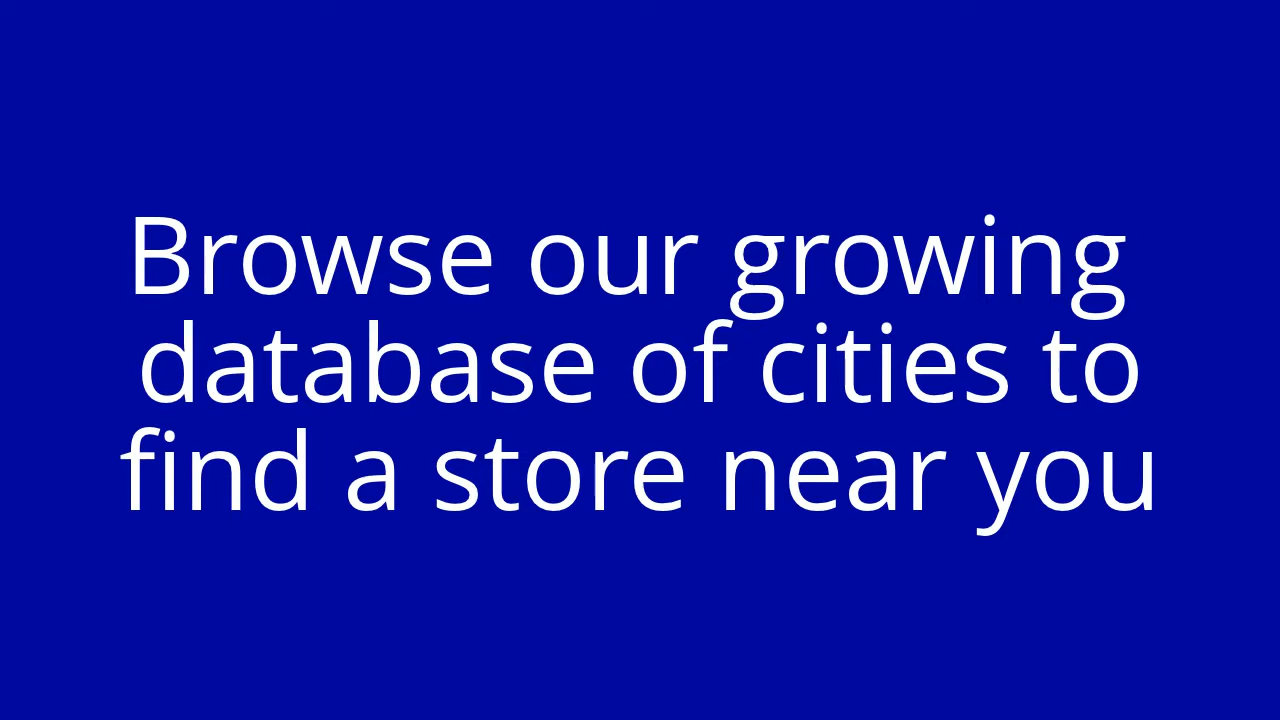 Browse our growing
database of cities to
find a store near you